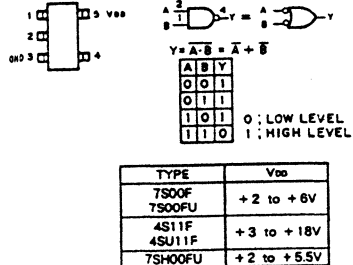 1 5 VDD
2
GND 3 4
A 2 4 Y = A Y
B 1 B
Y = A·B = A + B
A B Y
0 0 1
0 1 1
1 0 1
1 1 0
0 ; LOW LEVEL
1 ; HIGH LEVEL
TYPE VDD
7S00F
7S00FU
+2 to +6V
4S11F
4SU11F
+3 to +18V
7SH00FU +2 to +5.5V